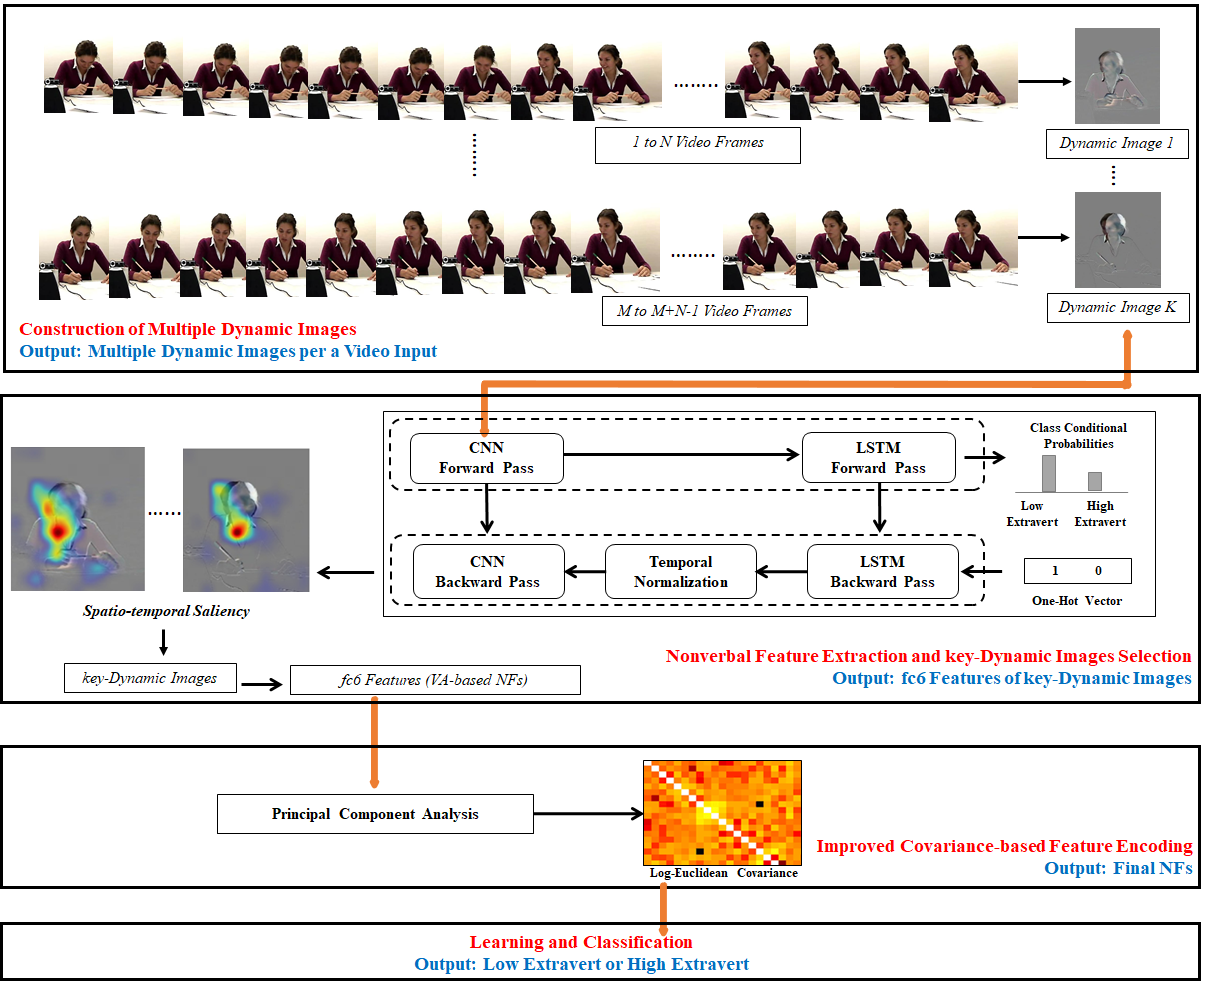 1 to N Video Frames
Dynamic Image 1
M to M+N-1 Video Frames
Dynamic Image K
Construction of Multiple Dynamic Images
Output: Multiple Dynamic Images per a Video Input
CNN
Forward Pass
LSTM
Forward Pass
Class Conditional
Probabilities
Low
Extravert
High
Extravert
CNN
Backward Pass
Temporal
Normalization
LSTM
Backward Pass
1 0
One-Hot Vector
Spatio-temporal Saliency
key-Dynamic Images
fc6 Features (VA-based NFs)
Nonverbal Feature Extraction and key-Dynamic Images Selection
Output: fc6 Features of key-Dynamic Images
Principal Component Analysis
Log-Euclidean Covariance
Improved Covariance-based Feature Encoding
Output: Final NFs
Learning and Classification
Output: Low Extravert or High Extravert